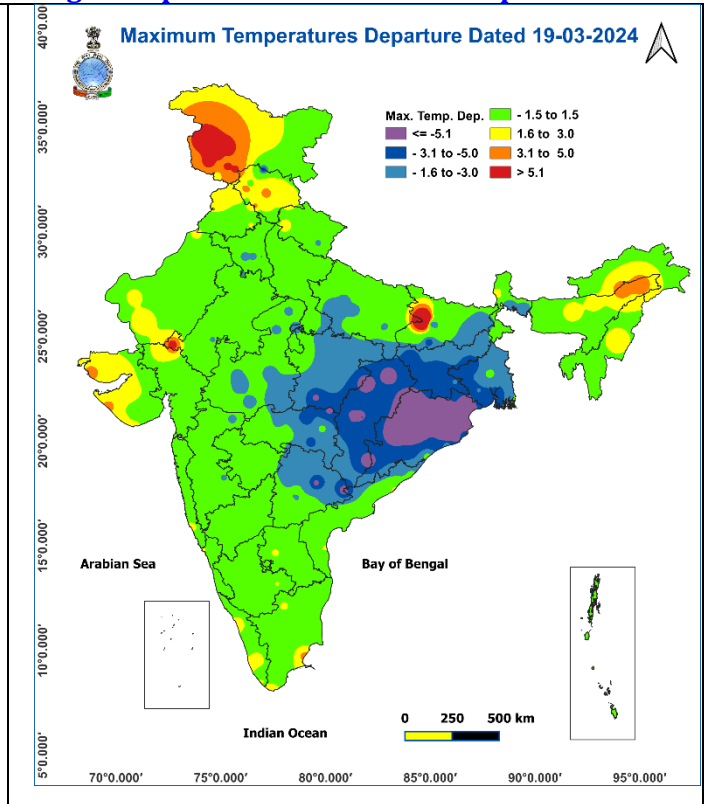 Maximum Temperatures Departure Dated 19-03-2024
Max. Temp. Dep.
<= -5.1
- 3.1 to -5.0
- 1.6 to -3.0
- 1.5 to 1.5
1.6 to 3.0
3.1 to 5.0
> 5.1
40°0.00
35°0.000'
30°0.000'
25°0.000'
20°0.000'
15°0.000'
10°0.000'
5°0.000'
Arabian Sea
Bay of Bengal
Indian Ocean
0 250 500 km
70°0.000' 75°0.000' 80°0.000' 85°0.000' 90°0.000' 95°0.000'